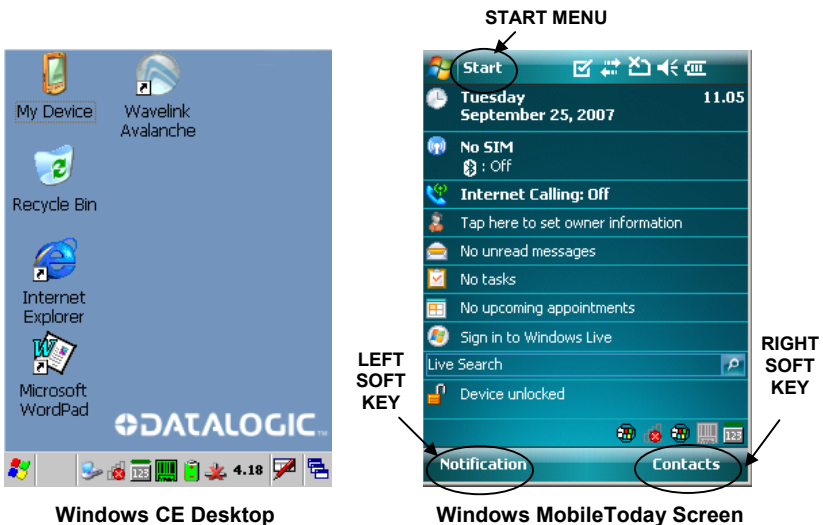 START MENU
My Device
Wavelink
Avalanche
Recycle Bin
Internet
Explorer
Microsoft
WordPad
DATALOGIC™
123
4.18
Windows CE Desktop
Start
Tuesday 11.05
September 25, 2007
No SIM
: Off
Internet Calling: Off
Tap here to set owner information
No unread messages
No tasks
No upcoming appointments
Sign in to Windows Live
Live Search
Device unlocked
123
Notification Contacts
LEFT
SOFT
KEY
RIGHT
SOFT
KEY
Windows MobileToday Screen